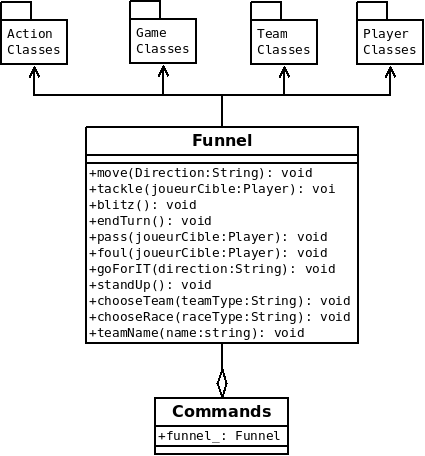 Action
Classes
Game
Classes
Team
Classes
Player
Classes
Funnel
+move(Direction:String): void
+tackle(joueurCible:Player): voi
+blitz(): void
+endTurn(): void
+pass(joueurCible:Player): void
+foul(joueurCible:Player): void
+goForIT(direction:String): void
+standUp(): void
+chooseTeam(teamType:String): void
+chooseRace(raceType:String): void
+teamName(name:string): void
Commands
+funnel_: Funnel